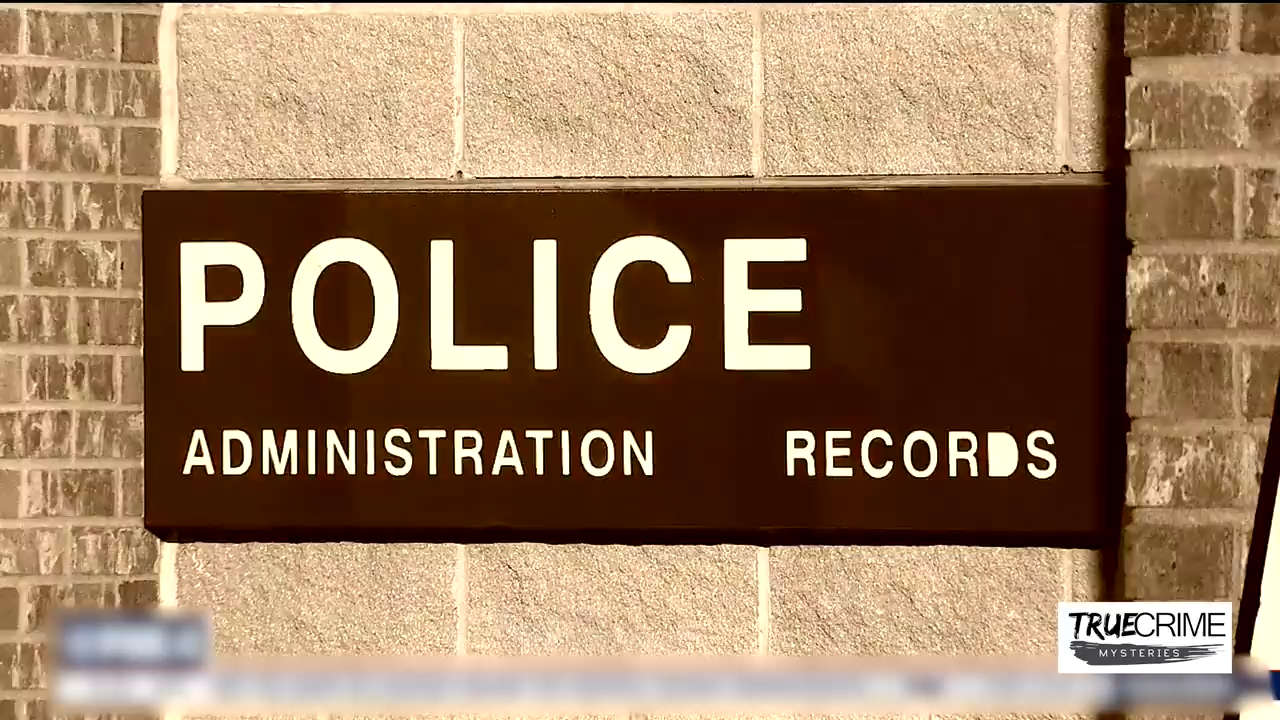 POLICE
ADMINISTRATION RECORDS
TRUECRIME
MYSTERIES